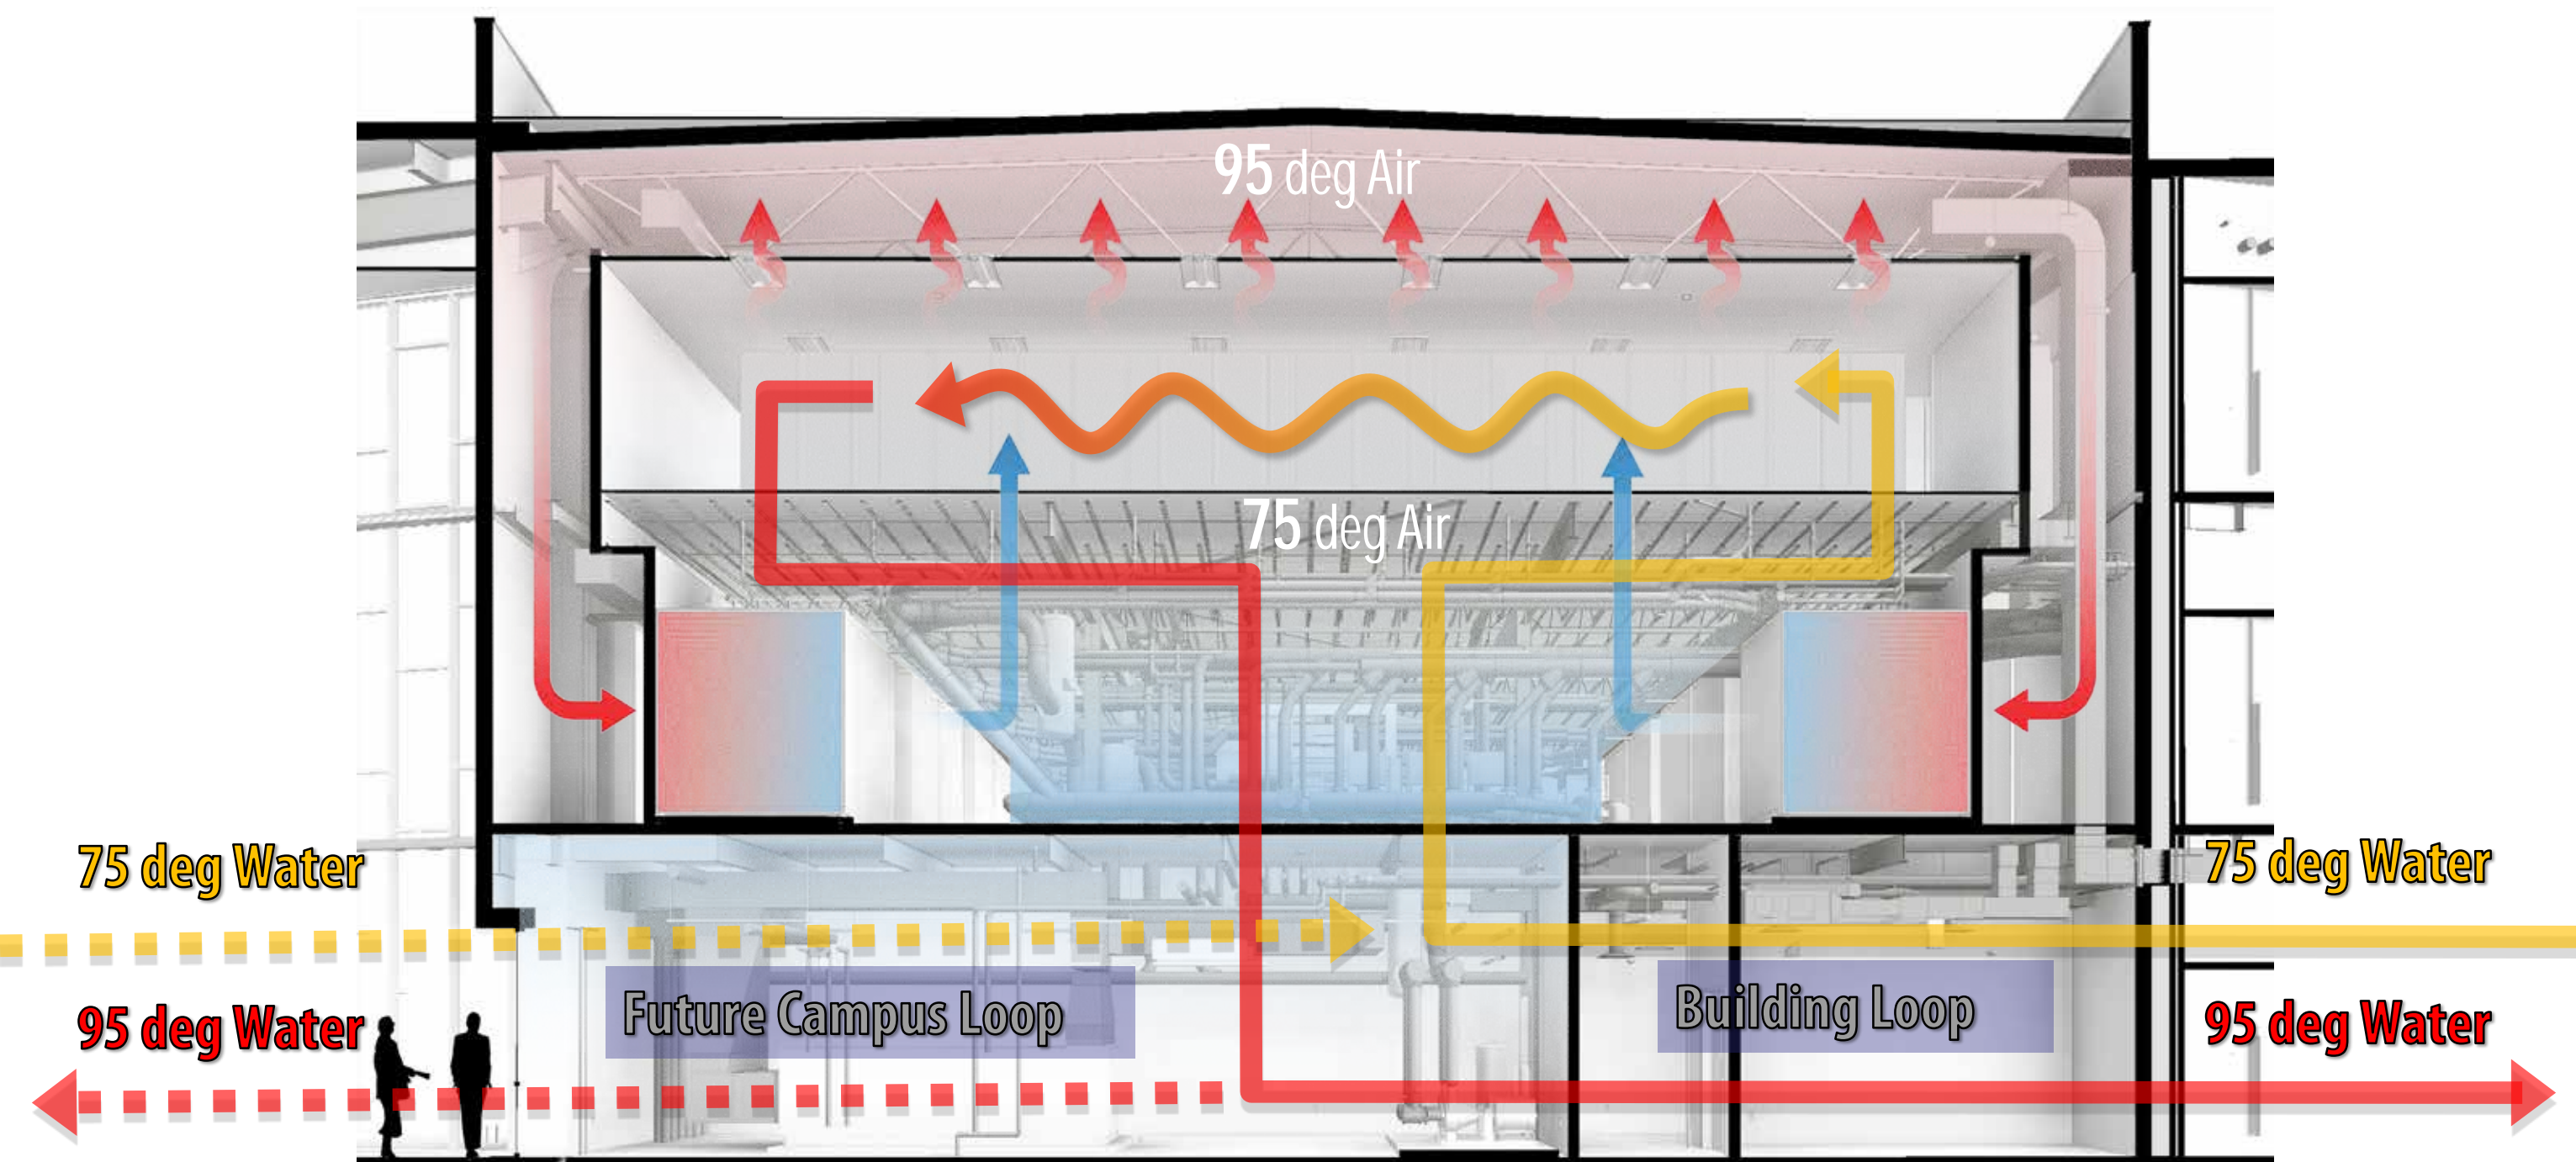 95 deg Air
75 deg Air
75 deg Water
75 deg Water
Future Campus Loop
Building Loop
95 deg Water
95 deg Water